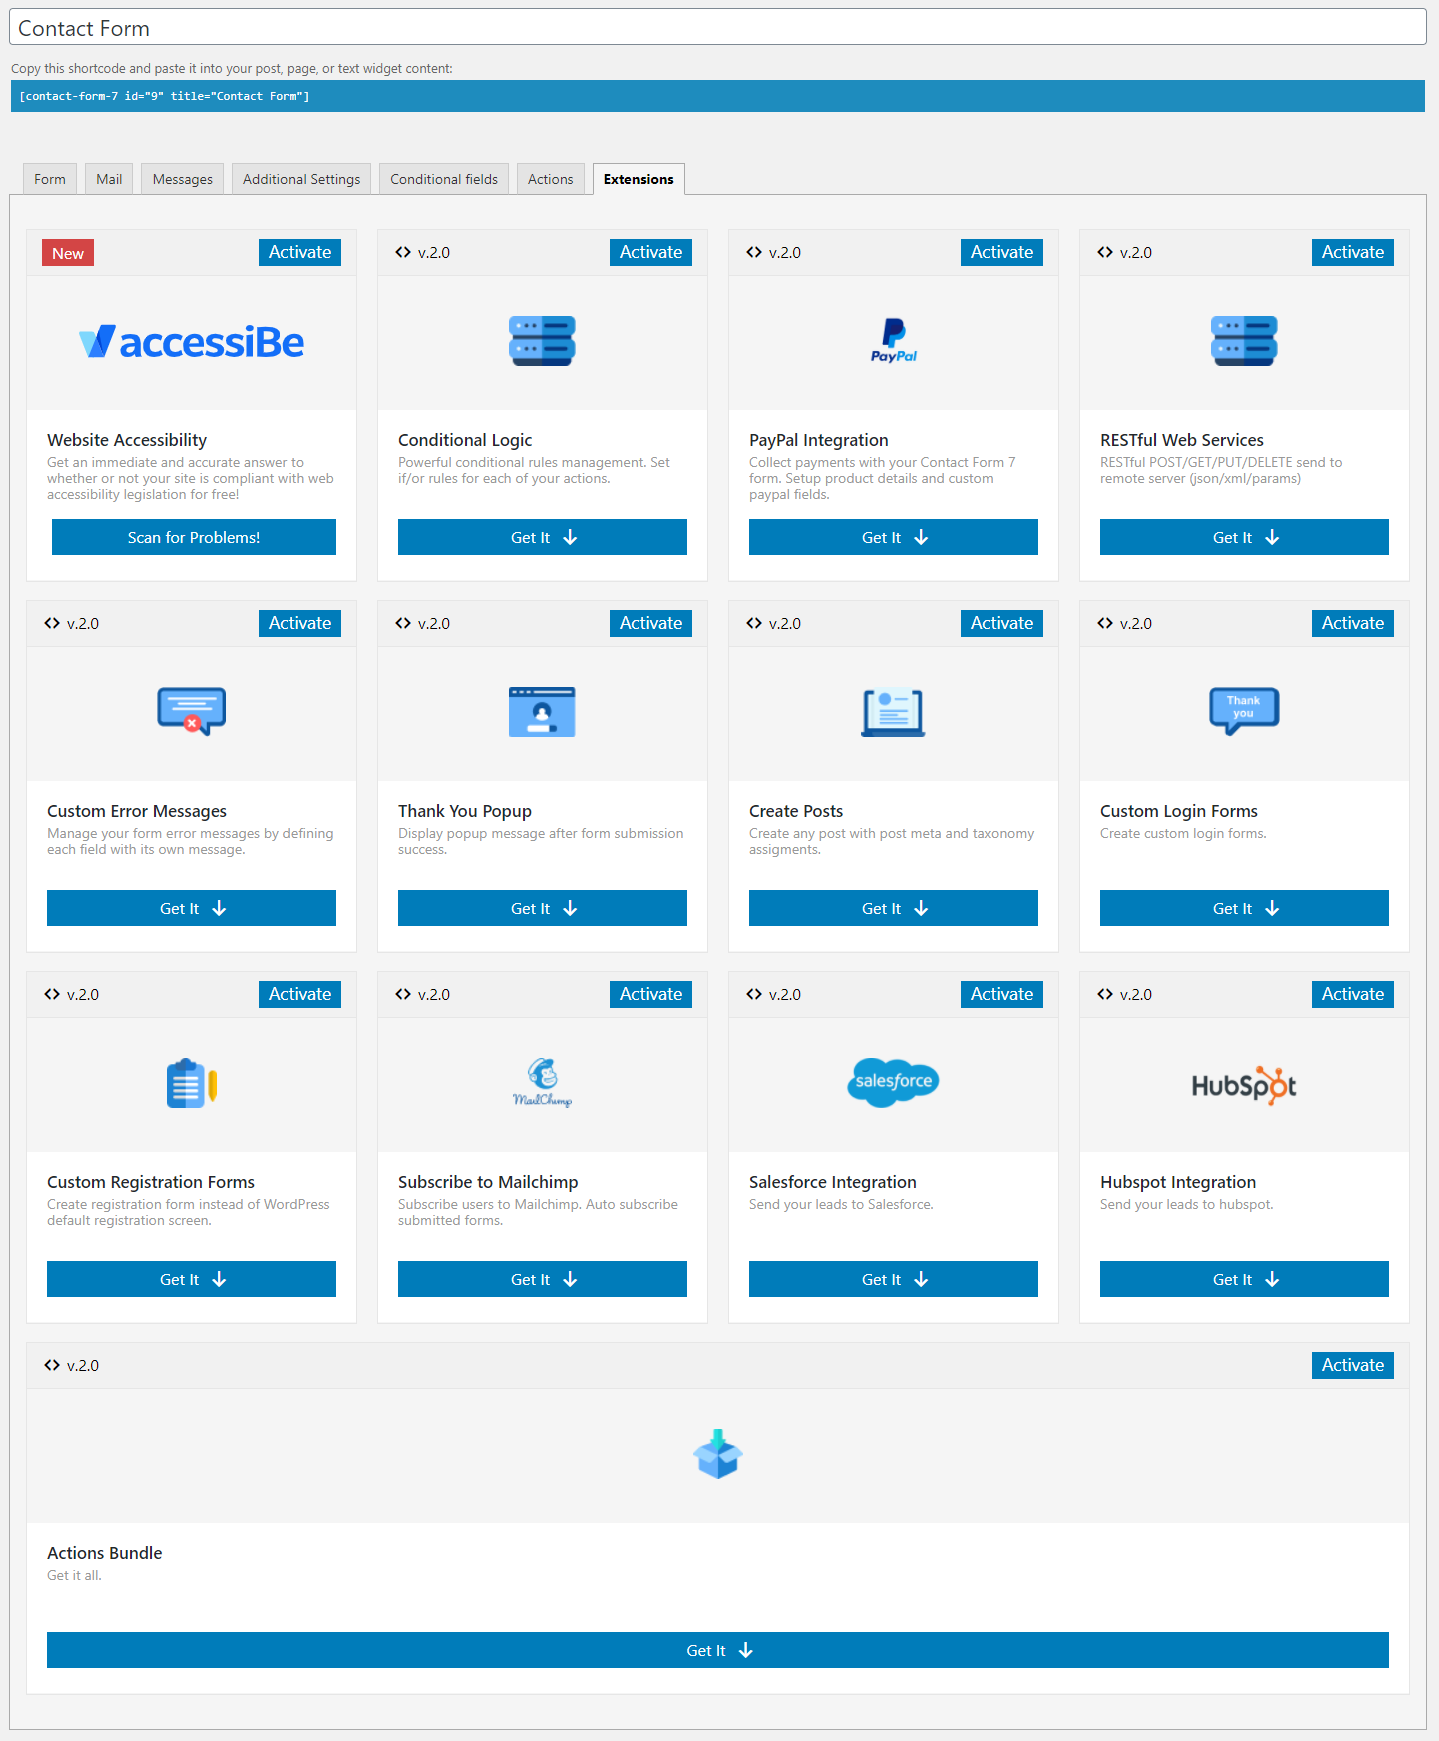 Contact Form
Copy this shortcode and paste it into your post, page, or text widget content:
[contact-form-7 id="9" title="Contact Form"]
Form Mail Messages Additional Settings Conditional fields Actions Extensions
New Activate
accessiBe
Website Accessibility
Get an immediate and accurate answer to
whether or not your site is compliant with web
accessibility legislation for free!
Scan for Problems!
v.2.0 Activate
Conditional Logic
Powerful conditional rules management. Set
if/or rules for each of your actions.
Get It
v.2.0 Activate
PayPal
PayPal Integration
Collect payments with your Contact Form 7
form. Setup product details and custom
paypal fields.
Get It
v.2.0 Activate
RESTful Web Services
RESTful POST/GET/PUT/DELETE send to
remote server (json/xml/params)
Get It
v.2.0 Activate
Custom Error Messages
Manage your form error messages by defining
each field with its own message.
Get It
v.2.0 Activate
Thank You Popup
Display popup message after form submission
success.
Get It
v.2.0 Activate
Create Posts
Create any post with post meta and taxonomy
assigments.
Get It
v.2.0 Activate
Thank
you
Custom Login Forms
Create custom login forms.
Get It
v.2.0 Activate
Custom Registration Forms
Create registration form instead of WordPress
default registration screen.
Get It
v.2.0 Activate
MailChimp
Subscribe to Mailchimp
Subscribe users to Mailchimp. Auto subscribe
submitted forms.
Get It
v.2.0 Activate
salesforce
Salesforce Integration
Send your leads to Salesforce.
Get It
v.2.0 Activate
HubSpot
Hubspot Integration
Send your leads to hubspot.
Get It
v.2.0 Activate
Actions Bundle
Get it all.
Get It